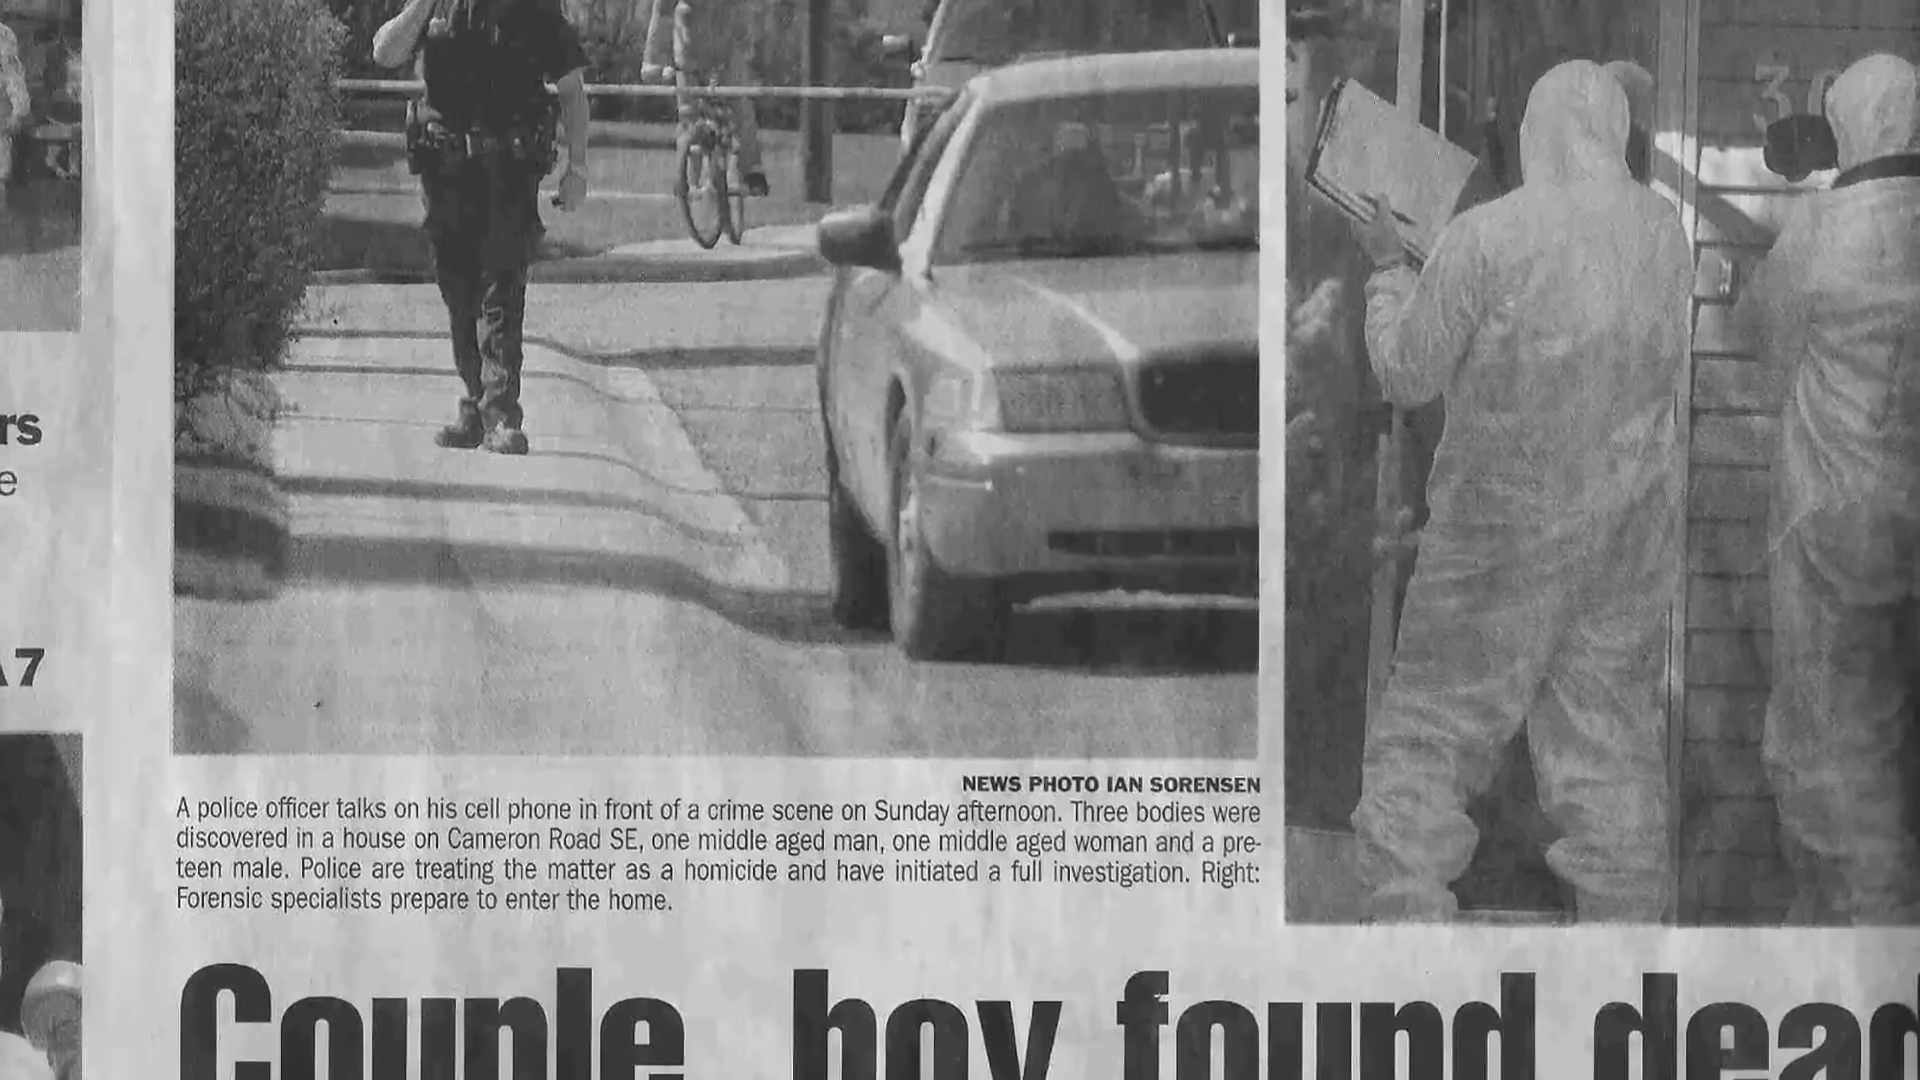 rs
e
A7
30
NEWS PHOTO IAN SORENSEN
A police officer talks on his cell phone in front of a crime scene on Sunday afternoon. Three bodies were
discovered in a house on Cameron Road SE, one middle aged man, one middle aged woman and a pre-
teen male. Police are treating the matter as a homicide and have initiated a full investigation. Right:
Forensic specialists prepare to enter the home.
Couple, boy found dead